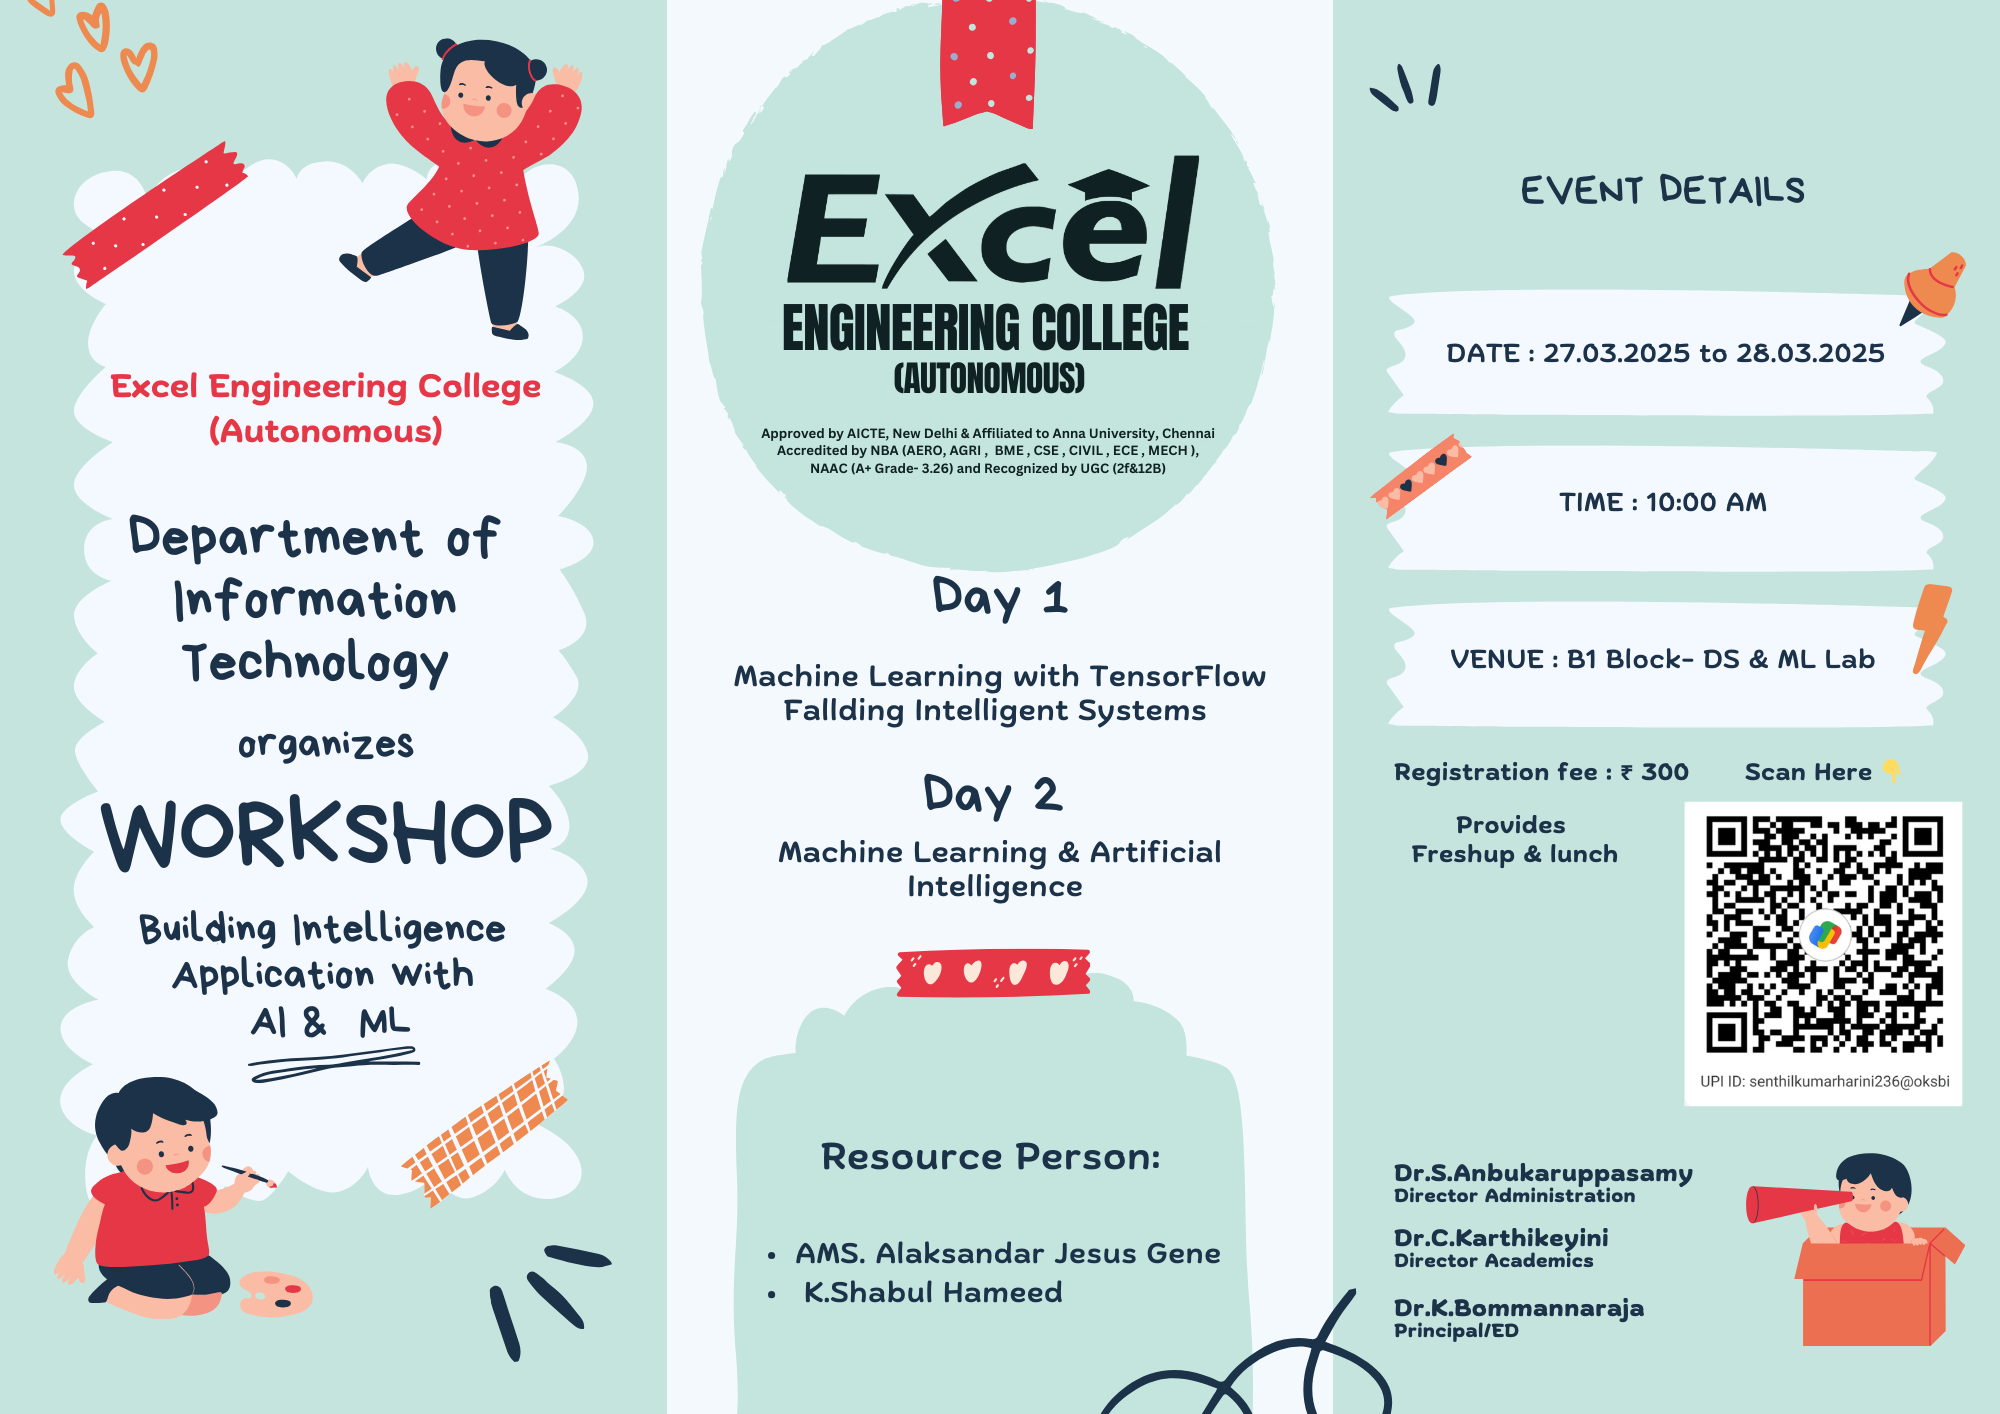 Excel Engineering College
(Autonomous)
Department of
Information
Technology
organizes
WORKSHOP
Building Intelligence
Application with
AI & ML
Excel
ENGINEERING COLLEGE
(AUTONOMOUS)
Approved by AICTE, New Delhi & Affiliated to Anna University, Chennai
Accredited by NBA (AERO, AGRI , BME , CSE , CIVIL , ECE , MECH ),
NAAC (A+ Grade- 3.26) and Recognized by UGC (2f&12B)
Day 1
Machine Learning with TensorFlow
Fallding Intelligent Systems
Day 2
Machine Learning & Artificial
Intelligence
Resource Person:
• AMS. Alaksandar Jesus Gene
• K.Shabul Hameed
EVENT DETAILS
DATE : 27.03.2025 to 28.03.2025
TIME : 10:00 AM
VENUE : B1 Block- DS & ML Lab
Registration fee : ₹ 300
Scan Here 👇
Provides
Freshup & lunch
UPI ID: senthilkumarharini236@oksbi
Dr.S.Anbukaruppasamy
Director Administration
Dr.C.Karthikeyini
Director Academics
Dr.K.Bommannaraja
Principal/ED